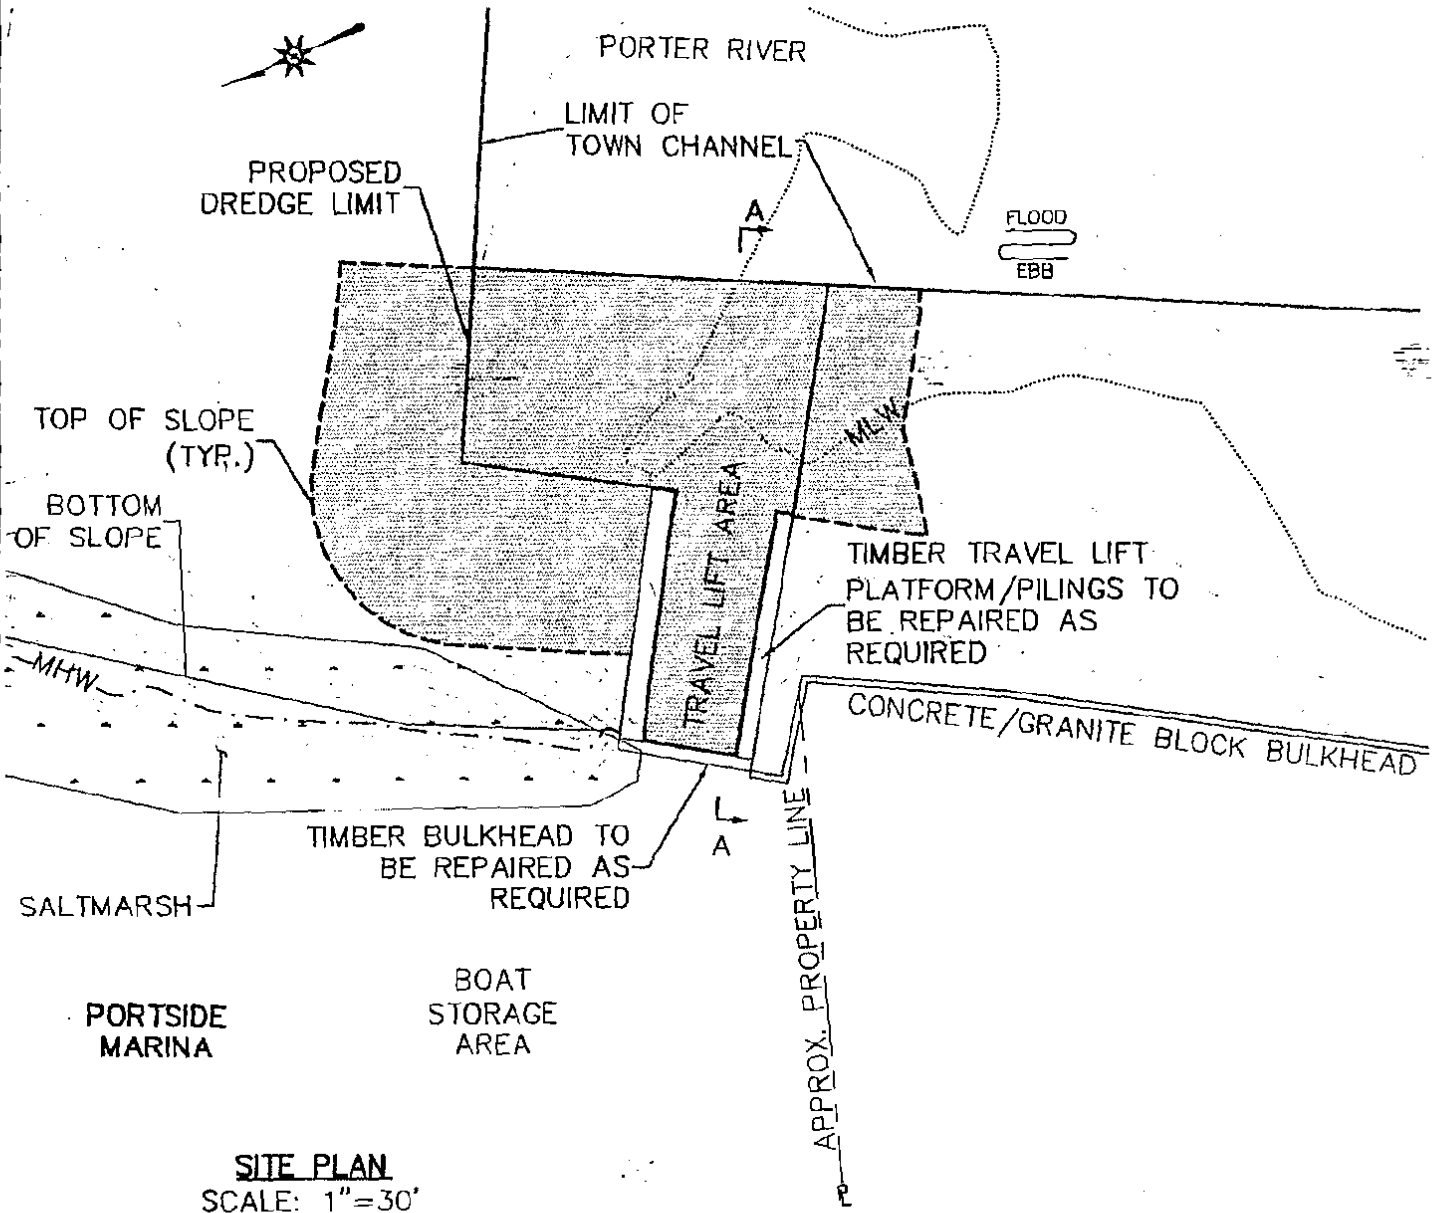 PORTER RIVER
LIMIT OF
TOWN CHANNEL
PROPOSED
DREDGE LIMIT
A
FLOOD
EBB
TOP OF SLOPE
(TYP.)
MLW
BOTTOM
OF SLOPE
TRAVEL LIFT AREA
TIMBER TRAVEL LIFT
PLATFORM/PILINGS TO
BE REPAIRED AS
REQUIRED
MHW
CONCRETE/GRANITE BLOCK BULKHEAD
TIMBER BULKHEAD TO
BE REPAIRED AS
REQUIRED
A
SALTMARSH
APPROX. PROPERTY LINE
BOAT
STORAGE
AREA
PORTSIDE
MARINA
SITE PLAN
SCALE: 1"=30'